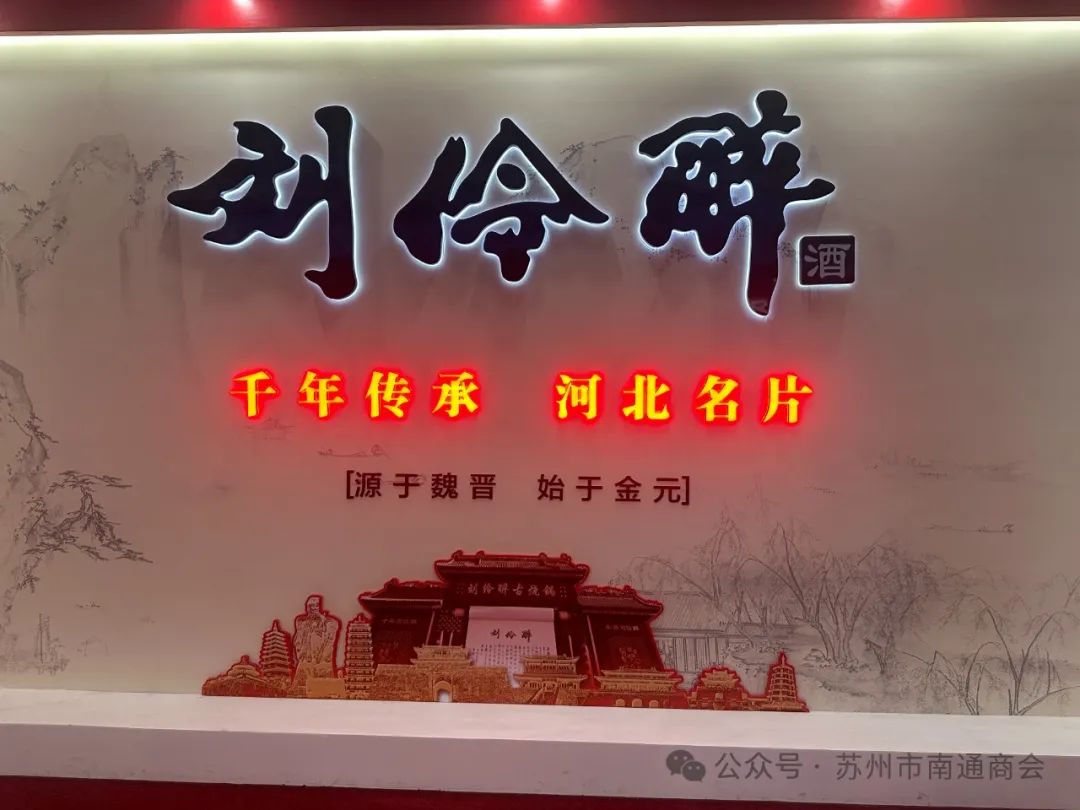 刘伶醉
酒
千年传承 河北名片
[源于魏晋 始于金元]
刘伶醉古烧锅
刘伶醉
公众号·苏州市南通商会